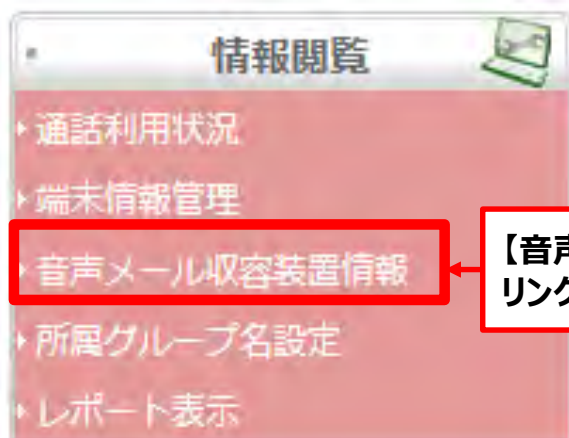 情報閲覧
通話利用状況
端末情報管理
音声メール収容装置情報
【音声
リンク
所属グループ名設定
レポート表示